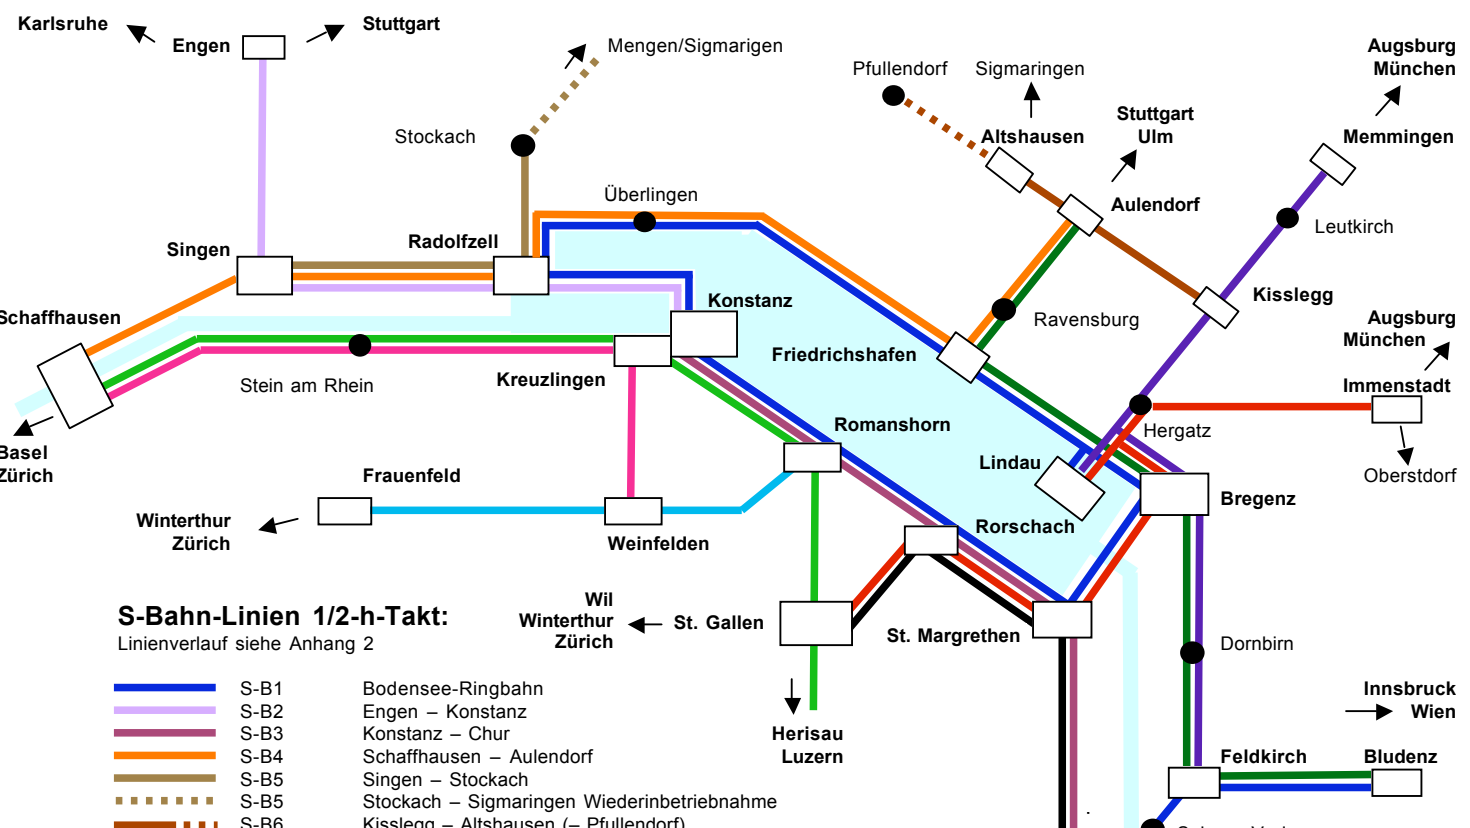 Karlsruhe
Stuttgart
Engen
Mengen/Sigmarigen
Augsburg
München
Pfullendorf
Sigmaringen
Stuttgart
Ulm
Altshausen
Memmingen
Stockach
Überlingen
Aulendorf
Leutkirch
Singen
Radolfzell
Kisslegg
Konstanz
Schaffhausen
Ravensburg
Augsburg
München
Friedrichshafen
Stein am Rhein
Kreuzlingen
Immenstadt
Romanshorn
Hergatz
Basel
Zürich
Lindau
Oberstdorf
Frauenfeld
Bregenz
Winterthur
Zürich
Rorschach
Weinfelden
S-Bahn-Linien 1/2-h-Takt:
Linienverlauf siehe Anhang 2
Wil
Winterthur
Zürich
St. Gallen
St. Margrethen
Dornbirn
S-B1 Bodensee-Ringbahn
S-B2 Engen – Konstanz
S-B3 Konstanz – Chur
S-B4 Schaffhausen – Aulendorf
S-B5 Singen – Stockach
S-B5 Stockach – Sigmaringen Wiederinbetriebnahme
S-B6 Kisslegg – Altshausen (– Pfullendorf)
Herisau
Luzern
Innsbruck
Wien
Feldkirch
Bludenz